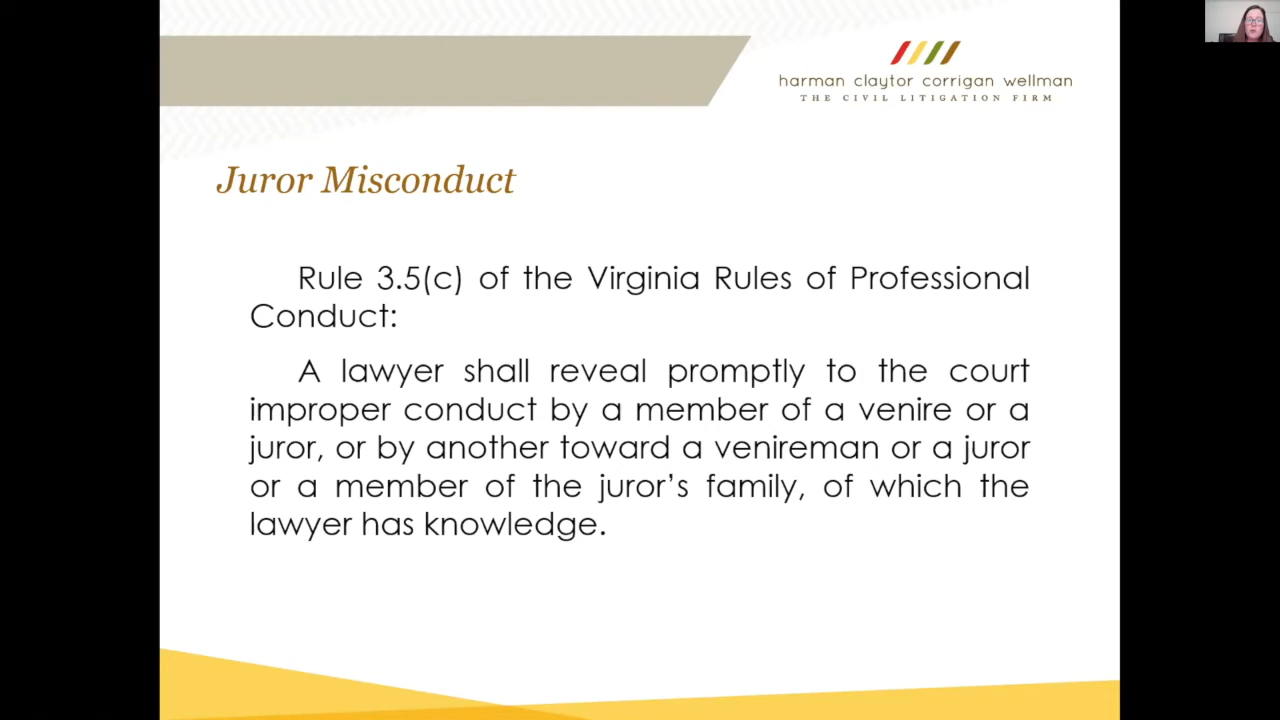 harman claytor corrigan wellman
THE CIVIL LITIGATION FIRM
Juror Misconduct
Rule 3.5(c) of the Virginia Rules of Professional
Conduct:
A lawyer shall reveal promptly to the court
improper conduct by a member of a venire or a
juror, or by another toward a venireman or a juror
or a member of the juror’s family, of which the
lawyer has knowledge.